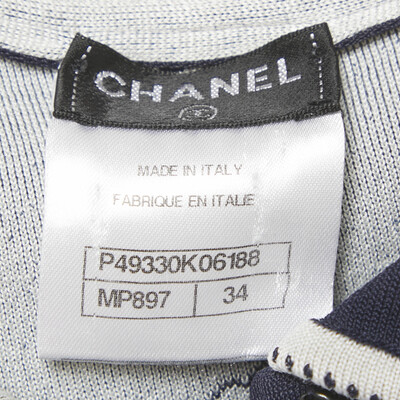 CHANEL
MADE IN ITALY
FABRIQUE EN ITALIE
P49330K06188
MP897 34